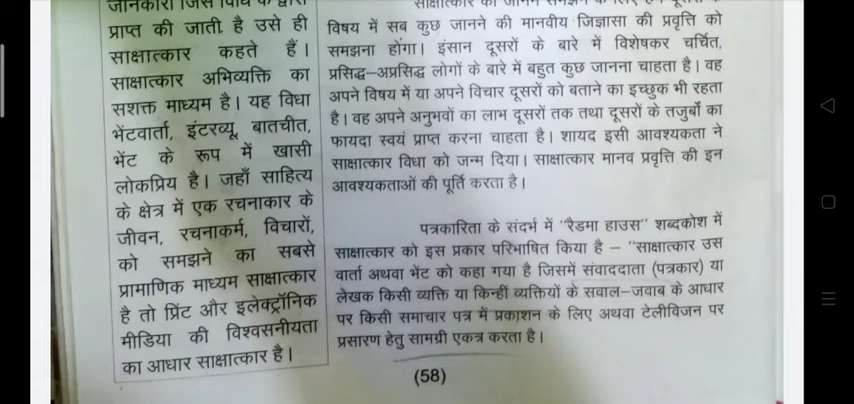 जानकारी जिस विधि के द्वारा
प्राप्त की जाती है उसे ही
साक्षात्कार कहते हैं।
साक्षात्कार अभिव्यक्ति का
सशक्त माध्यम है। यह विधा
भेंटवार्ता, इंटरव्यू, बातचीत,
भेंट के रूप में खासी
लोकप्रिय है। जहाँ साहित्य
के क्षेत्र में एक रचनाकार के
जीवन, रचनाकर्म, विचारों,
को समझने का सबसे
प्रामाणिक माध्यम साक्षात्कार
है तो प्रिंट और इलेक्ट्रॉनिक
मीडिया की विश्वसनीयता
का आधार साक्षात्कार है।
विषय में सब कुछ जानने की मानवीय जिज्ञासा की प्रवृत्ति को
समझना होंगा। इंसान दूसरों के बारे में विशेषकर चर्चित,
प्रसिद्ध–अप्रसिद्ध लोगों के बारे में बहुत कुछ जानना चाहता है। वह
अपने विषय में या अपने विचार दूसरों को बताने का इच्छुक भी रहता
है। वह अपने अनुभवों का लाभ दूसरों तक तथा दूसरों के तजुर्बों का
फायदा स्वयं प्राप्त करना चाहता है। शायद इसी आवश्यकता ने
साक्षात्कार विधा को जन्म दिया। साक्षात्कार मानव प्रवृत्ति की इन
आवश्यकताओं की पूर्ति करता है।
पत्रकारिता के संदर्भ में "रैडमा हाउस" शब्दकोश में
साक्षात्कार को इस प्रकार परिभाषित किया है – "साक्षात्कार उस
वार्ता अथवा भेंट को कहा गया है जिसमें संवाददाता (पत्रकार) या
लेखक किसी व्यक्ति या किन्हीं व्यक्तियों के सवाल–जवाब के आधार
पर किसी समाचार पत्र में प्रकाशन के लिए अथवा टेलीविजन पर
प्रसारण हेतु सामग्री एकत्र करता है।
(58)